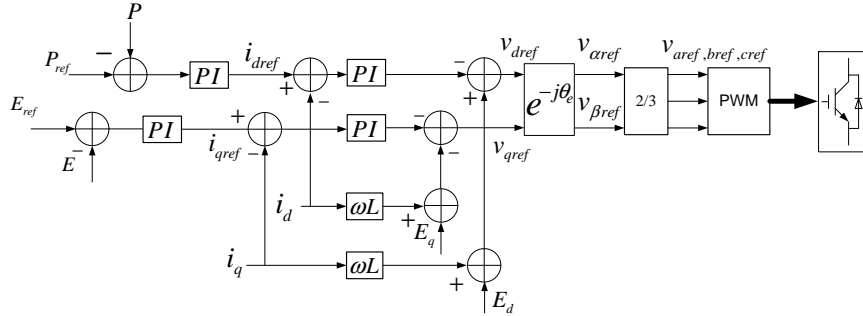 P
−
P_ref
PI
i_dref
+
−
PI
−
+
v_dref
v_αref
v_aref,bref,cref
E_ref
E
−
PI
i_qref
+
−
PI
−
−
v_qref
e^−jθ_e
v_βref
2/3
PWM
i_d
ωL
+
E_q
i_q
ωL
+
E_d